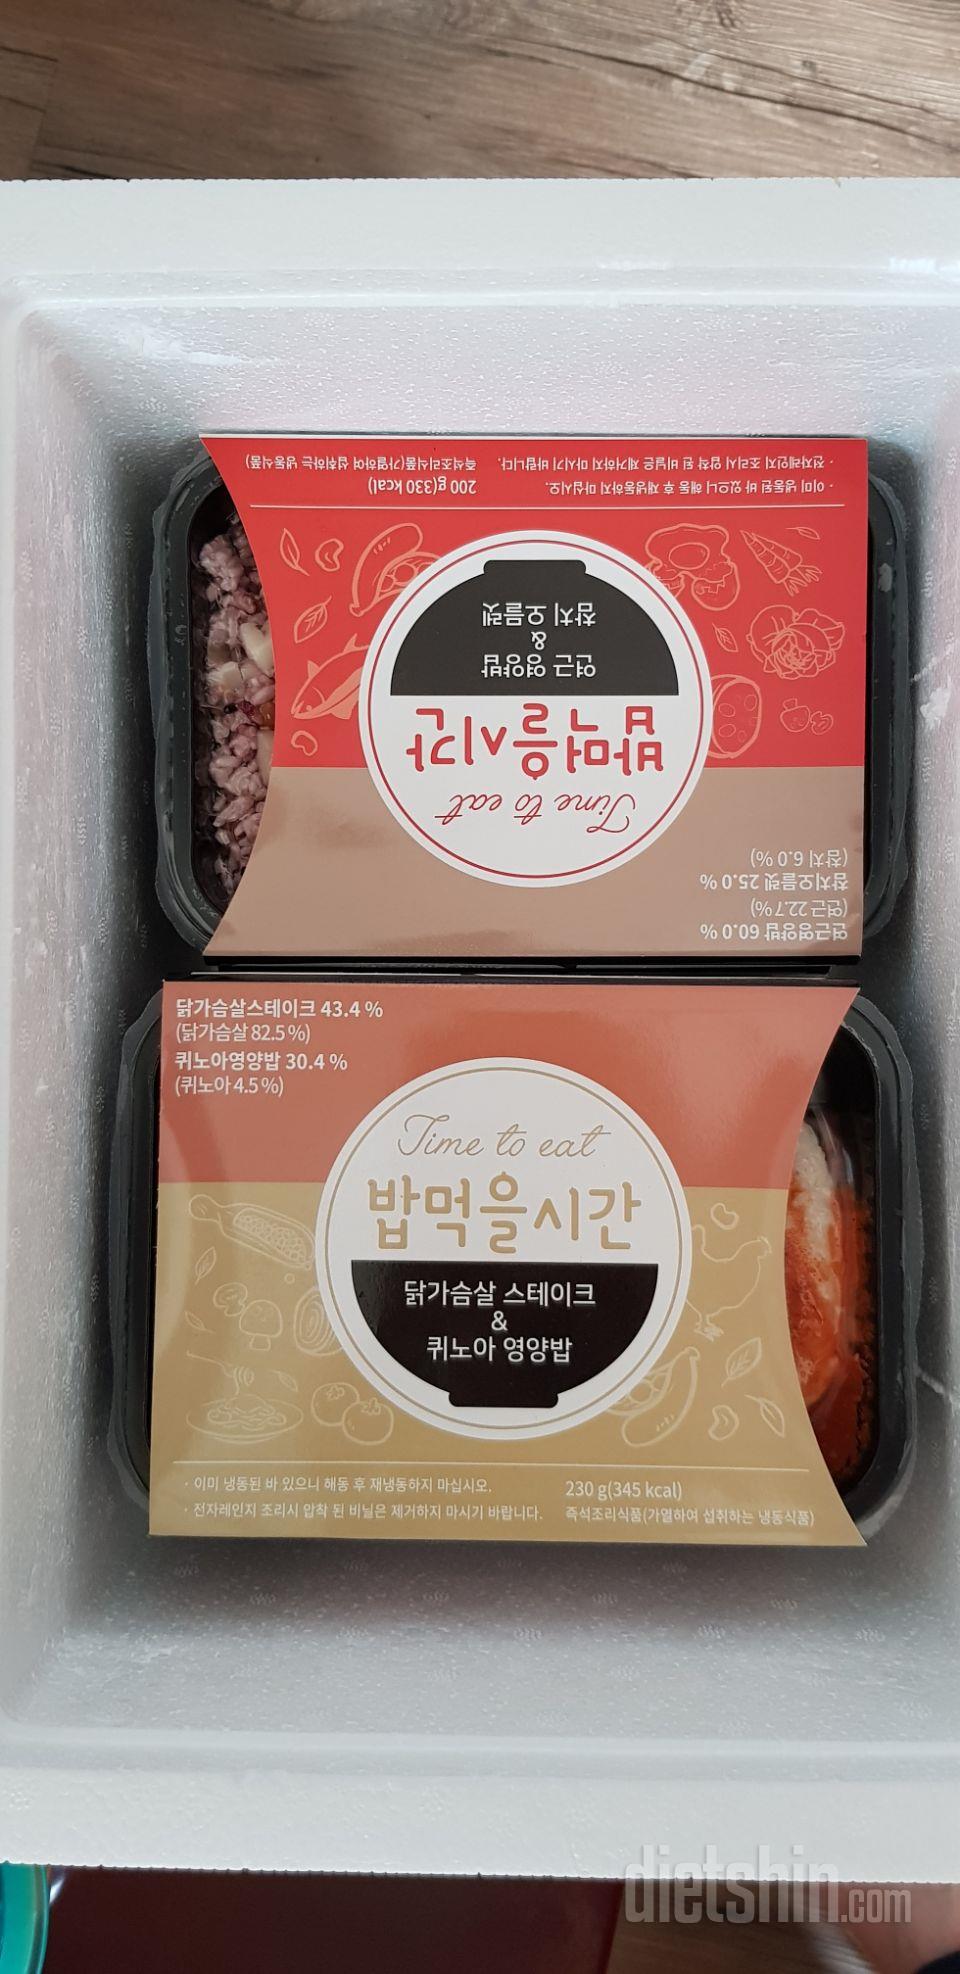 · 이미 냉동된 바 있으니 해동 후 재냉동하지 마십시오.
· 전자레인지 조리시 압착 된 비닐은 제거하지 마시기 바랍니다.
200 g(330 kcal)
즉석조리식품(가열하여 섭취하는 냉동식품)
연근영양밥 60.0 %
(연근 22.7 %)
참치오믈렛 25.0 %
(참치 6.0 %)
Time to eat
밥먹을시간
연근 영양밥
&
참치 오믈렛
닭가슴살스테이크 43.4 %
(닭가슴살 82.5 %)
퀴노아영양밥 30.4 %
(퀴노아 4.5 %)
Time to eat
밥먹을시간
닭가슴살 스테이크
&
퀴노아 영양밥
· 이미 냉동된 바 있으니 해동 후 재냉동하지 마십시오.
· 전자레인지 조리시 압착 된 비닐은 제거하지 마시기 바랍니다.
230 g(345 kcal)
즉석조리식품(가열하여 섭취하는 냉동식품)
dietshin.com